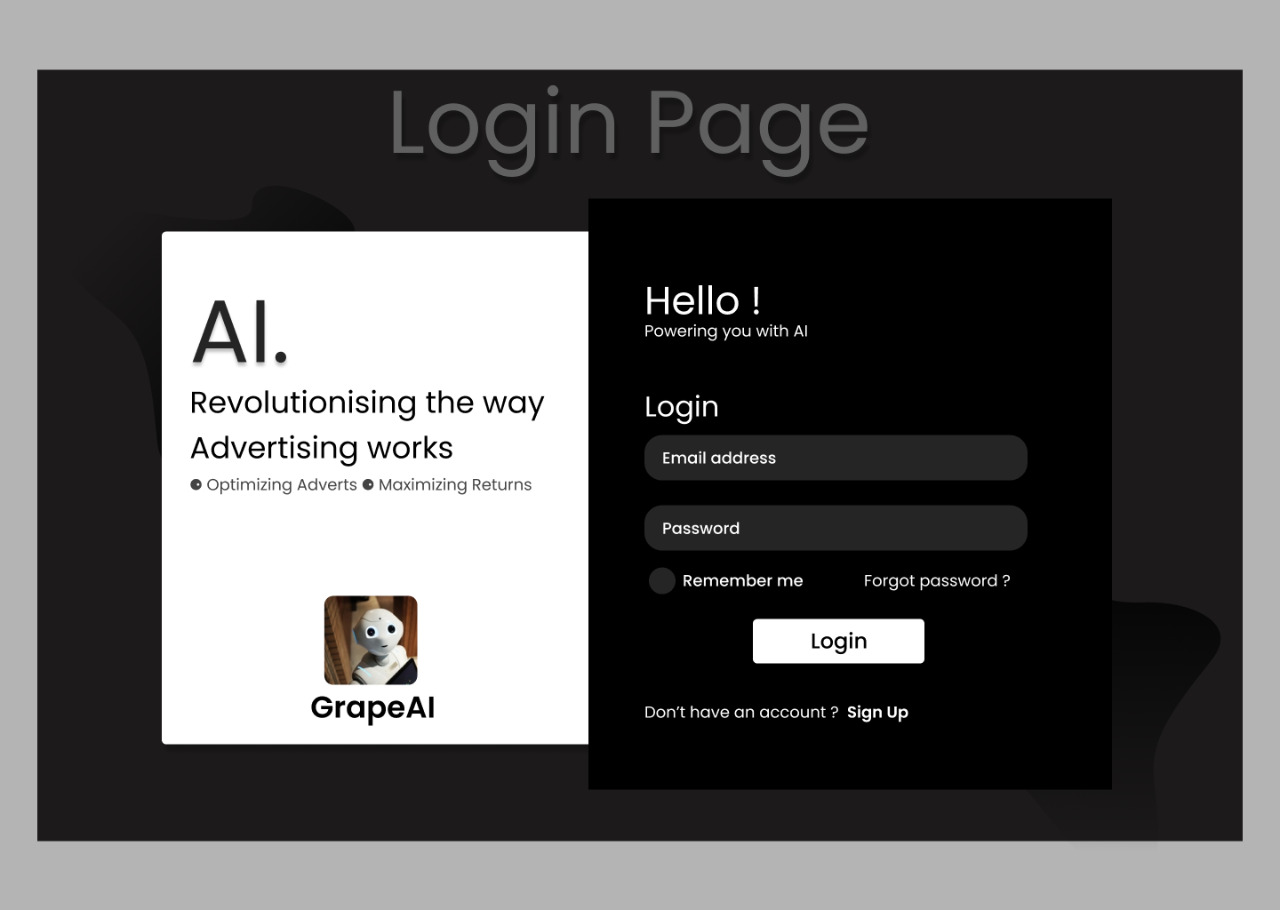 Login Page
AI.
Revolutionising the way
Advertising works
Optimizing Adverts Maximizing Returns
GrapeAI
Hello !
Powering you with AI
Login
Email address
Password
Remember me Forgot password ?
Login
Don’t have an account ? Sign Up